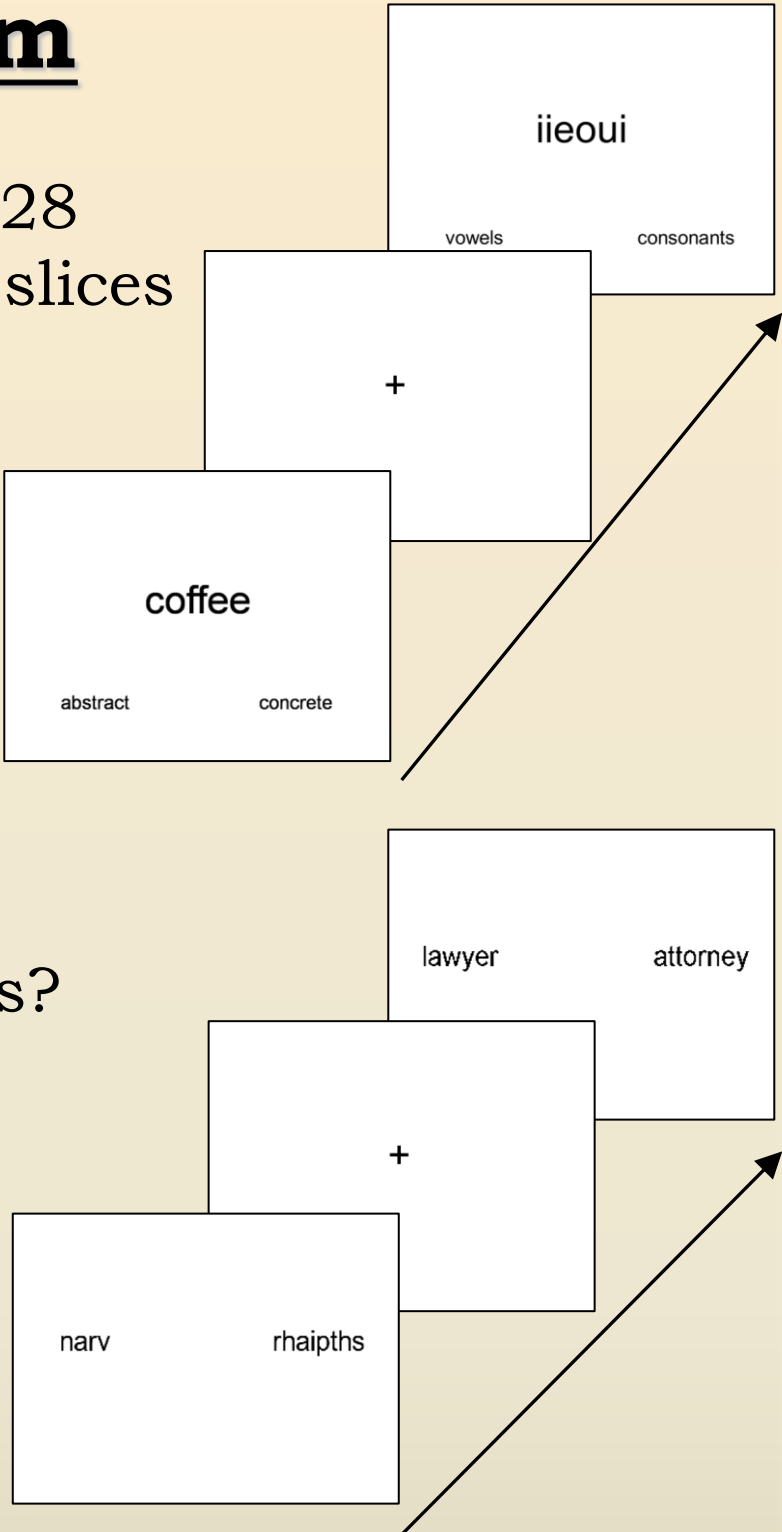 m
28
slices
iieoui
vowels consonants
+
coffee
abstract concrete
s?
lawyer attorney
+
narv rhaipths